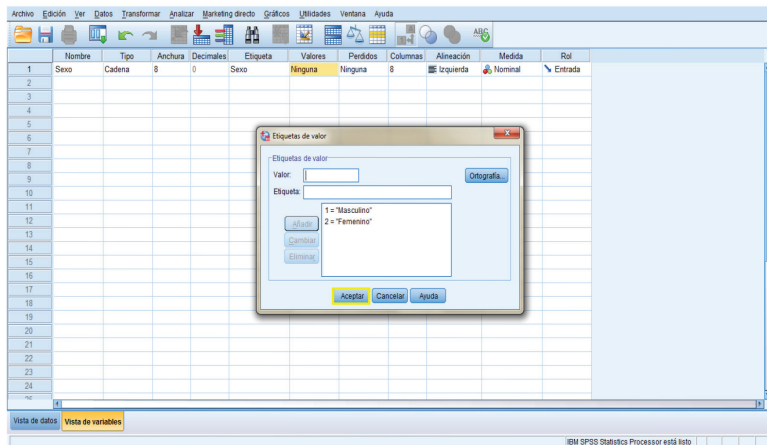 Archivo Edición Ver Datos Transformar Analizar Marketing directo Gráficos Utilidades Ventana Ayuda
ABC
Nombre Tipo Anchura Decimales Etiqueta Valores Perdidos Columnas Alineación Medida Rol
1 Sexo Cadena 8 0 Sexo Ninguna Ninguna 8 Izquierda Nominal Entrada
2
3
4
5
6
7
8
9
10
11
12
13
14
15
16
17
18
19
20
21
22
23
24
Etiquetas de valor
Etiquetas de valor
Valor:
Ortografía...
Etiqueta:
1 = "Masculino"
2 = "Femenino"
Añadir
Cambiar
Eliminar
Aceptar Cancelar Ayuda
Vista de datos Vista de variables
IBM SPSS Statistics Processor está listo